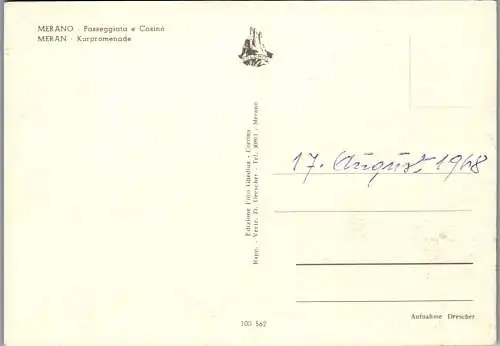 MERANO - Passeggiata e Casinò
MERAN - Kurpromenade
Edizione Foto Ghedina - Cortina
Rapp. - Vertr. D. Drescher - Tel. / Merano
17. August 1968
Aufnahme Drescher
100 562